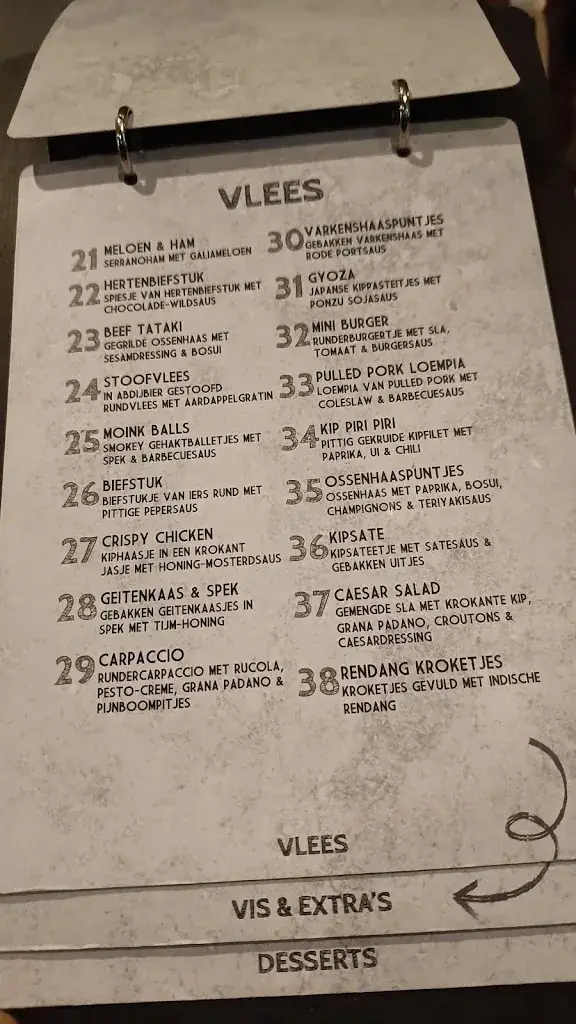 VLEES
21 MELOEN & HAM
SERRANOHAM MET GALIAMELOEN
22 HERTENBIEFSTUK
SPIESJE VAN HERTENBIEFSTUK MET
CHOCOLADE-WILDSAUS
23 BEEF TATAKI
GEGRILDE OSSENHAAS MET
SESAMDRESSING & BOSUI
24 STOOFVLEES
IN ABDIJBIER GESTOOFD
RUNDVLEES MET AARDAPPELGRATIN
25 MOINK BALLS
SMOKEY GEHAKTBALLETJES MET
SPEK & BARBECUESAUS
26 BIEFSTUK
BIEFSTUKJE VAN IERS RUND MET
PITTIGE PEPERSAUS
27 CRISPY CHICKEN
KIPHAASJE IN EEN KROKANT
JASJE MET HONING-MOSTERDSAUS
28 GEITENKAAS & SPEK
GEBAKKEN GEITENKAASJES IN
SPEK MET TIJM-HONING
29 CARPACCIO
RUNDERCARPACCIO MET RUCOLA,
PESTO-CREME, GRANA PADANO &
PIJNBOOMPITJES
30 VARKENSHAASPUNTJES
GEBAKKEN VARKENSHAAS MET
RODE PORTSAUS
31 GYOZA
JAPANSE KIPPASTEITJES MET
PONZU SOJASAUS
32 MINI BURGER
RUNDERBURGERTJE MET SLA,
TOMAAT & BURGERSAUS
33 PULLED PORK LOEMPIA
LOEMPIA VAN PULLED PORK MET
COLESLAW & BARBECUESAUS
34 KIP PIRI PIRI
PITTIG GEKRUIDE KIPFILET MET
PAPRIKA, UI & CHILI
35 OSSENHAASPUNTJES
OSSENHAAS MET PAPRIKA, BOSUI,
CHAMPIGNONS & TERIYAKISAUS
36 KIPSATE
KIPSATEETJE MET SATESAUS &
GEBAKKEN UITJES
37 CAESAR SALAD
GEMENGDE SLA MET KROKANTE KIP,
GRANA PADANO, CROUTONS &
CAESARDRESSING
38 RENDANG KROKETJES
KROKETJES GEVULD MET INDISCHE
RENDANG
VLEES
VIS & EXTRA'S
DESSERTS